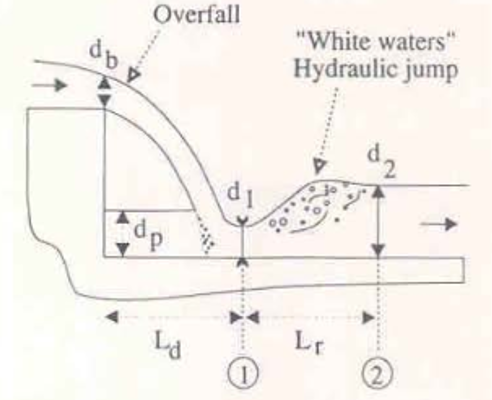 Overfall
"White waters"
Hydraulic jump
d_b
d_1
d_2
d_p
L_d
L_r
1
2